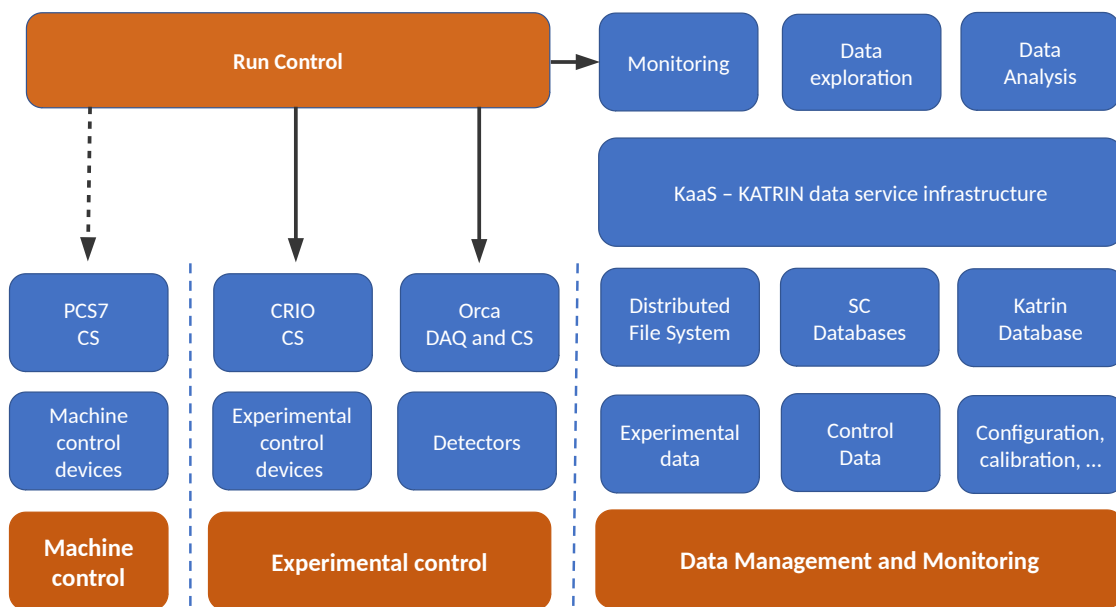 Run Control
Monitoring
Data
exploration
Data
Analysis
KaaS – KATRIN data service infrastructure
PCS7
CS
CRIO
CS
Orca
DAQ and CS
Distributed
File System
SC
Databases
Katrin
Database
Machine
control
devices
Experimental
control
devices
Detectors
Experimental
data
Control
Data
Configuration,
calibration, ...
Machine
control
Experimental control
Data Management and Monitoring